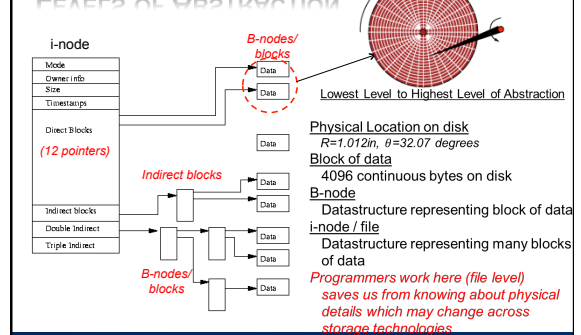 LEVELS OF ABSTRACTION
i-node
Mode
Owner info
Size
Timestamps
Direct Blocks
(12 pointers)
Indirect blocks
Double Indirect
Triple Indirect
B-nodes/
blocks
Data
Data
Data
Indirect blocks
Data
Data
Data
Data
B-nodes/
blocks
Data
Lowest Level to Highest Level of Abstraction
Physical Location on disk
R=1.012in, θ=32.07 degrees
Block of data
4096 continuous bytes on disk
B-node
Datastructure representing block of data
i-node / file
Datastructure representing many blocks
of data
Programmers work here (file level)
saves us from knowing about physical
details which may change across
storage technologies